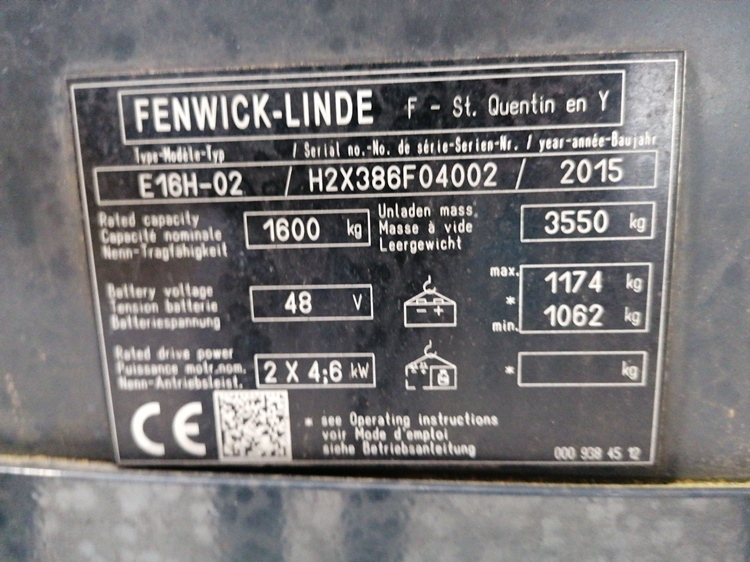 FENWICK-LINDE F - St. Quentin en Y
Type-Modèle-Typ / Serial no.-No. de série-Serien-Nr. / year-année-Baujahr
E16H-02 / H2X386F04002 / 2015
Rated capacity
Capacité nominale
Nenn-Tragfähigkeit
1600 kg
Unladen mass
Masse à vide
Leergewicht
3550 kg
Battery voltage
Tension batterie
Batteriespannung
48 V
- +
max.
*
min.
1174 kg
1062 kg
Rated drive power
Puissance motr.nom.
Nenn-Antriebsleist.
2 X 4;6 kW
*
kg
CE
* see Operating instructions
voir Mode d'emploi
siehe Betriebsanleitung
000 938 45 12